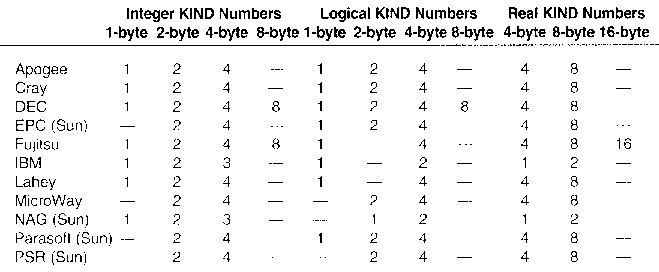 Integer KIND Numbers Logical KIND Numbers Real KIND Numbers
1-byte 2-byte 4-byte 8-byte 1-byte 2-byte 4-byte 8-byte 4-byte 8-byte 16-byte
Apogee 1 2 4 — 1 2 4 — 4 8 —
Cray 1 2 4 — 1 2 4 — 4 8 —
DEC 1 2 4 8 1 2 4 8 4 8 —
EPC (Sun) — 2 4 — 1 2 4 4 8 —
Fujitsu 1 2 4 8 1 4 — 4 8 16
IBM 1 2 3 — 1 — 2 — 1 2 —
Lahey 1 2 4 — 1 — 4 — 4 8 —
MicroWay — 2 4 — — 2 4 — 4 8
NAG (Sun) 1 2 3 — — 1 2 1 2
Parasoft (Sun) — 2 4 1 2 4 4 8 —
PSR (Sun) 2 4 - — 2 4 — 4 8 —